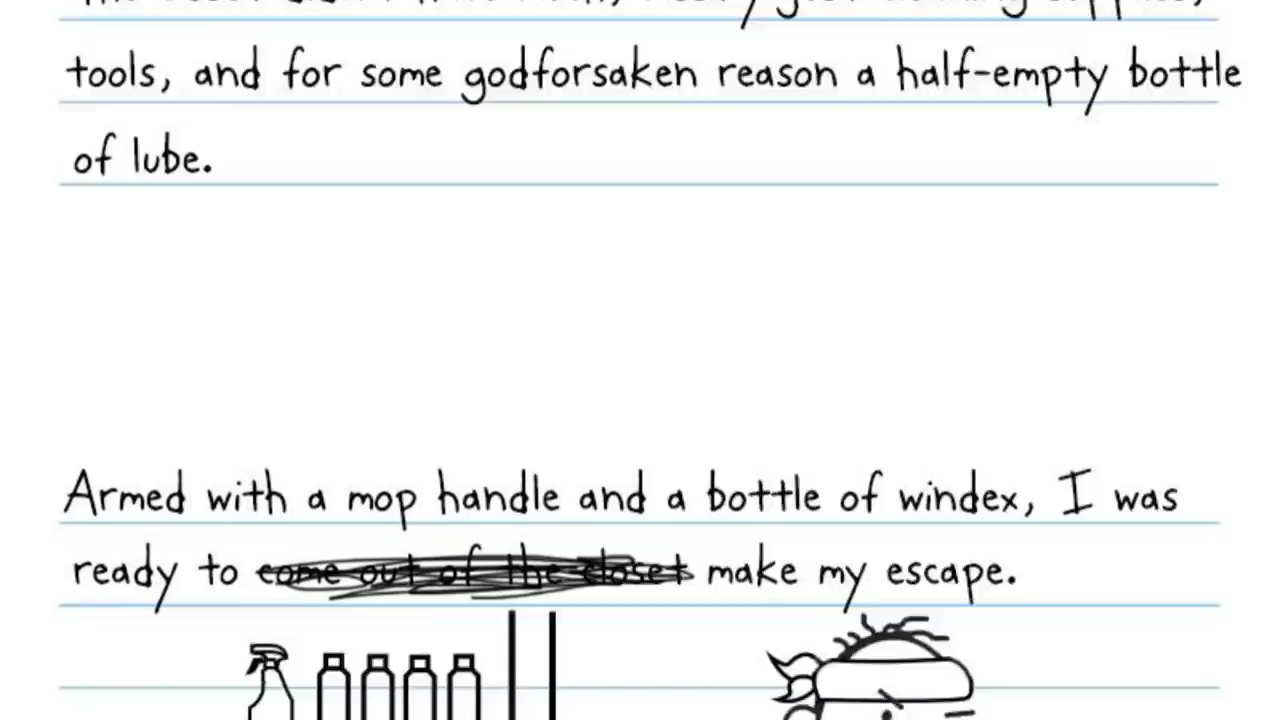 tools, and for some godforsaken reason a half-empty bottle
of lube.
Armed with a mop handle and a bottle of windex, I was
ready to come out of the closet make my escape.